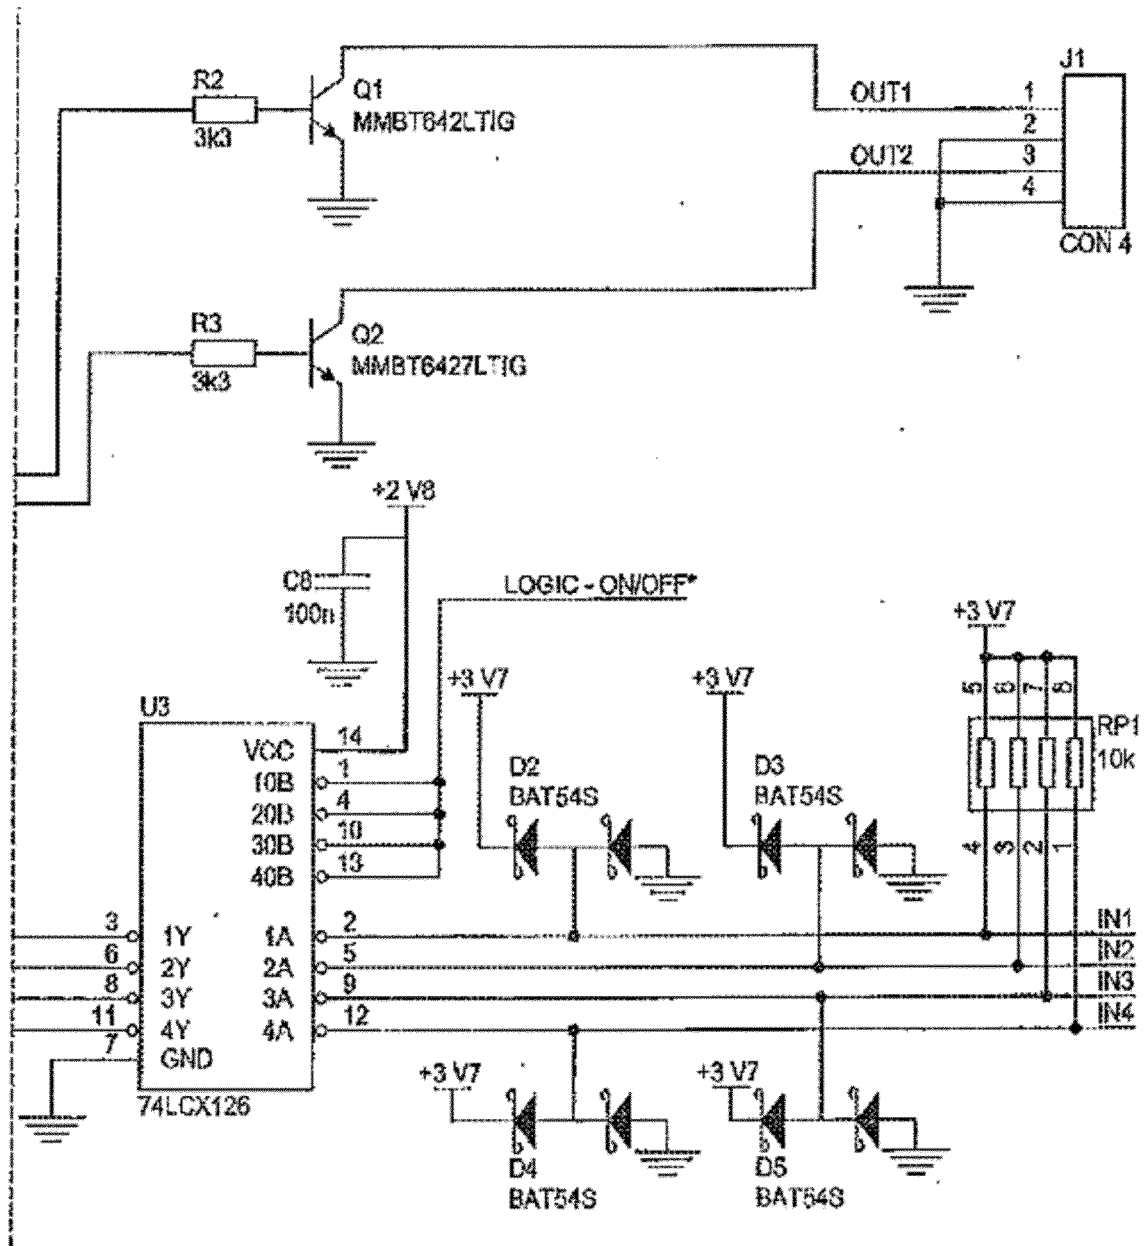 J1
R2
Q1
MMBT642LTIG
3k3
OUT1
1
2
OUT2
3
4
CON 4
R3
Q2
MMBT6427LTIG
3k3
+2 V8
C8
100n
LOGIC - ON/OFF*
+3 V7
+3 V7
+3 V7
U3
5
6
7
8
RP1
10k
VCC
14
10B
1
20B
4
30B
10
40B
13
D2
BAT54S
D3
BAT54S
4
3
2
1
3
1Y
1A
2
IN1
6
2Y
2A
5
IN2
8
3Y
3A
9
IN3
11
4Y
4A
12
IN4
7
GND
74LCX126
+3 V7
+3 V7
D4
BAT54S
D5
BAT54S